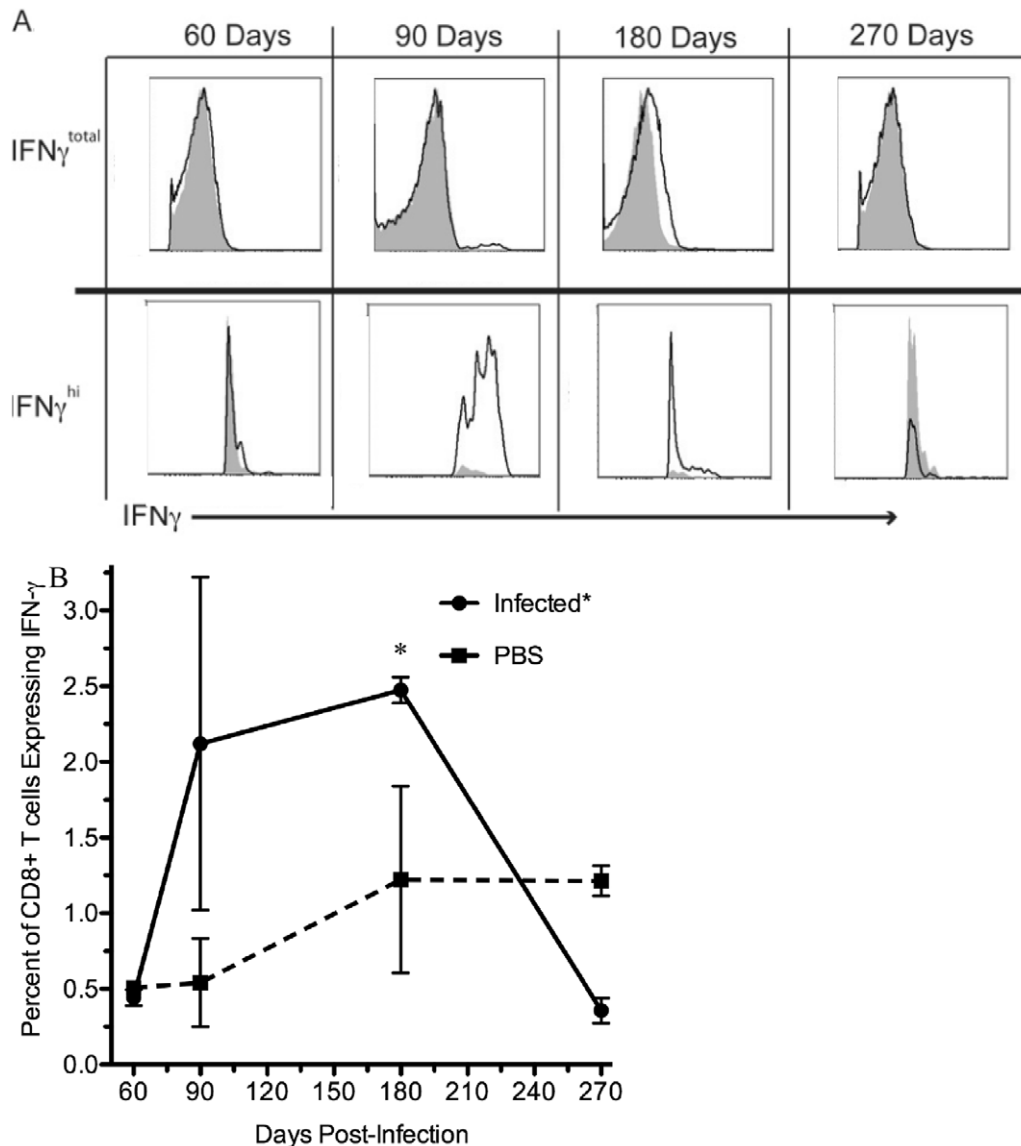 A
60 Days 90 Days 180 Days 270 Days
IFNγ^total
IFNγ^hi
IFNγ
B
Infected*
PBS
*
Percent of CD8+ T cells Expressing IFN-γ
3.0
2.5
2.0
1.5
1.0
0.5
0.0
60 90 120 150 180 210 240 270
Days Post-Infection